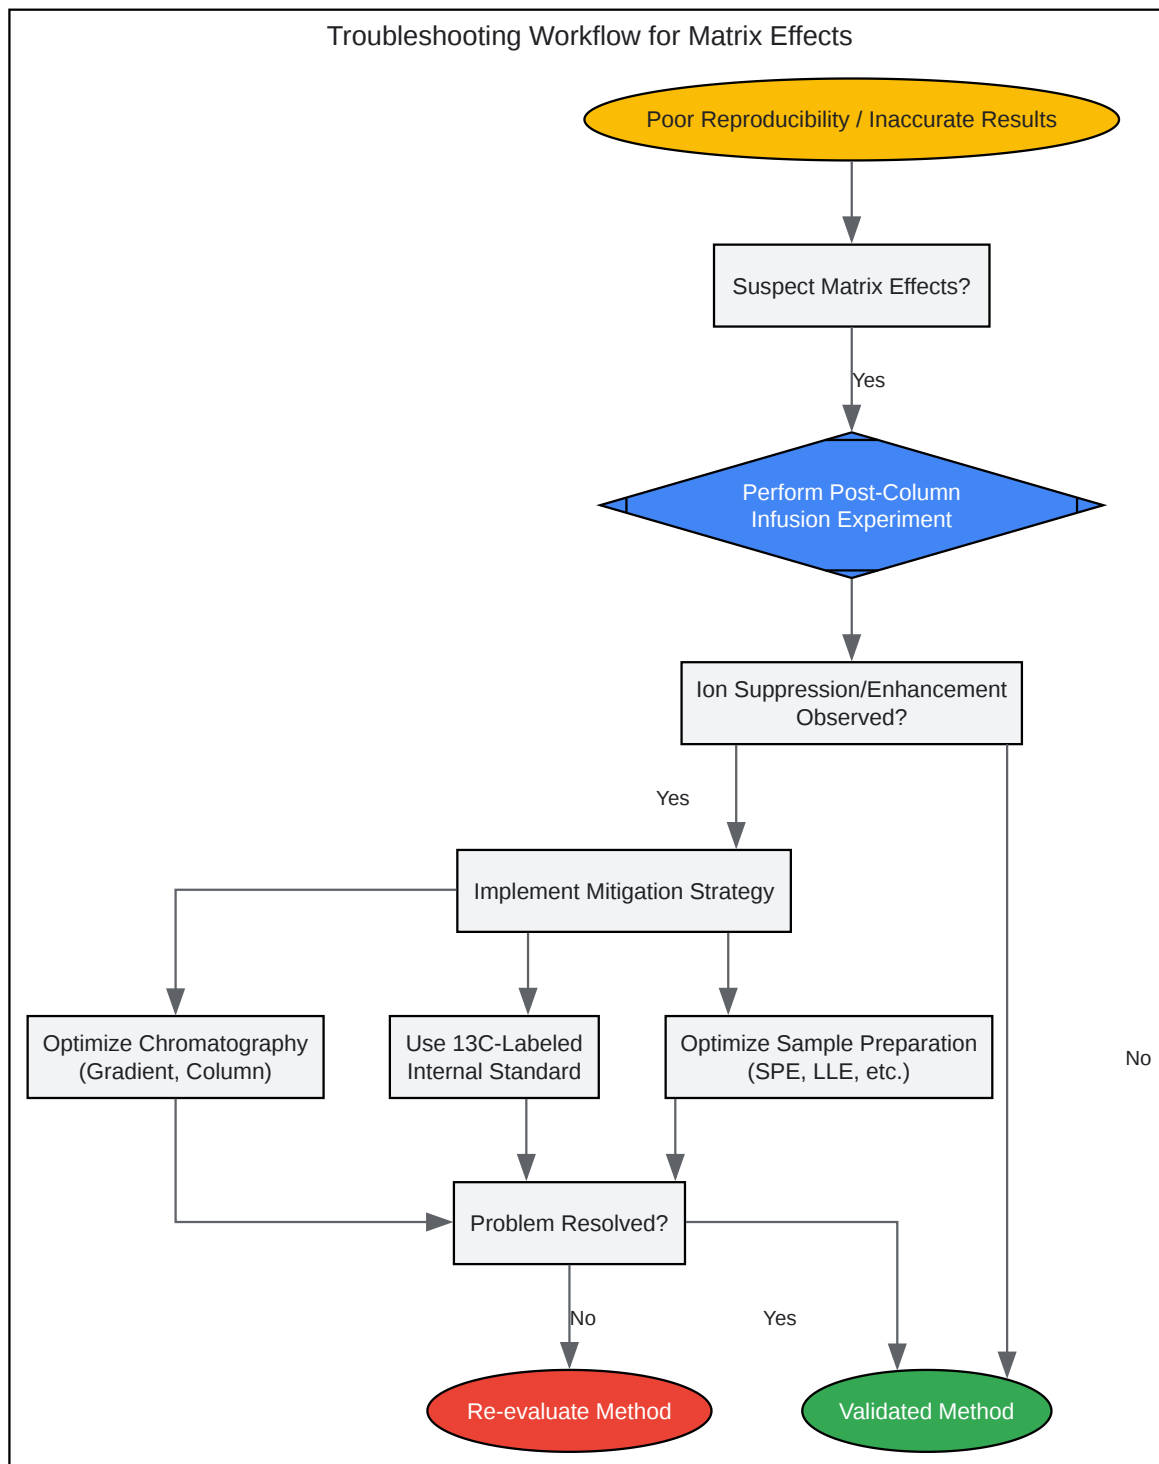 Troubleshooting Workflow for Matrix Effects
Poor Reproducibility / Inaccurate Results
Suspect Matrix Effects?
Yes
Perform Post-Column
Infusion Experiment
Ion Suppression/Enhancement
Observed?
Yes
Implement Mitigation Strategy
Optimize Chromatography
(Gradient, Column)
Use 13C-Labeled
Internal Standard
Optimize Sample Preparation
(SPE, LLE, etc.)
No
Problem Resolved?
No
Yes
Re-evaluate Method
Validated Method